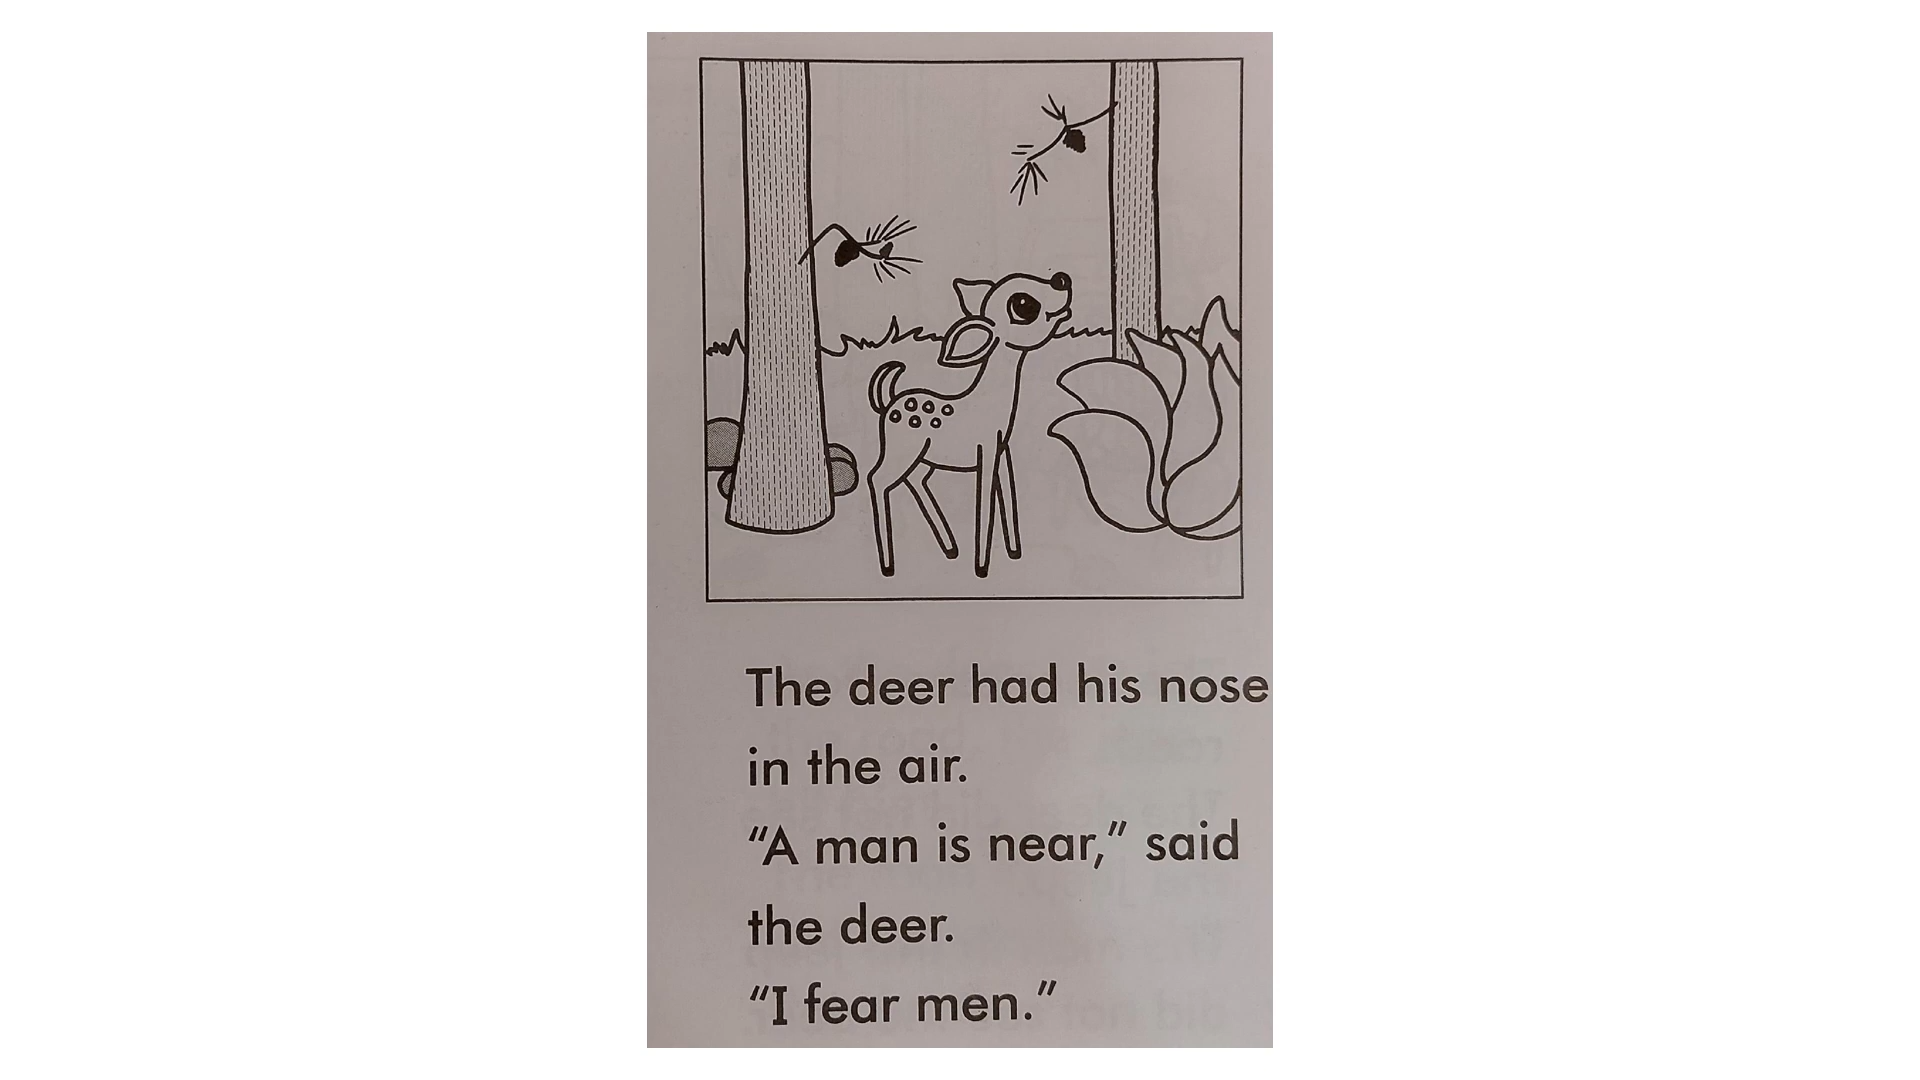 The deer had his nose
in the air.
“A man is near,” said
the deer.
“I fear men.”